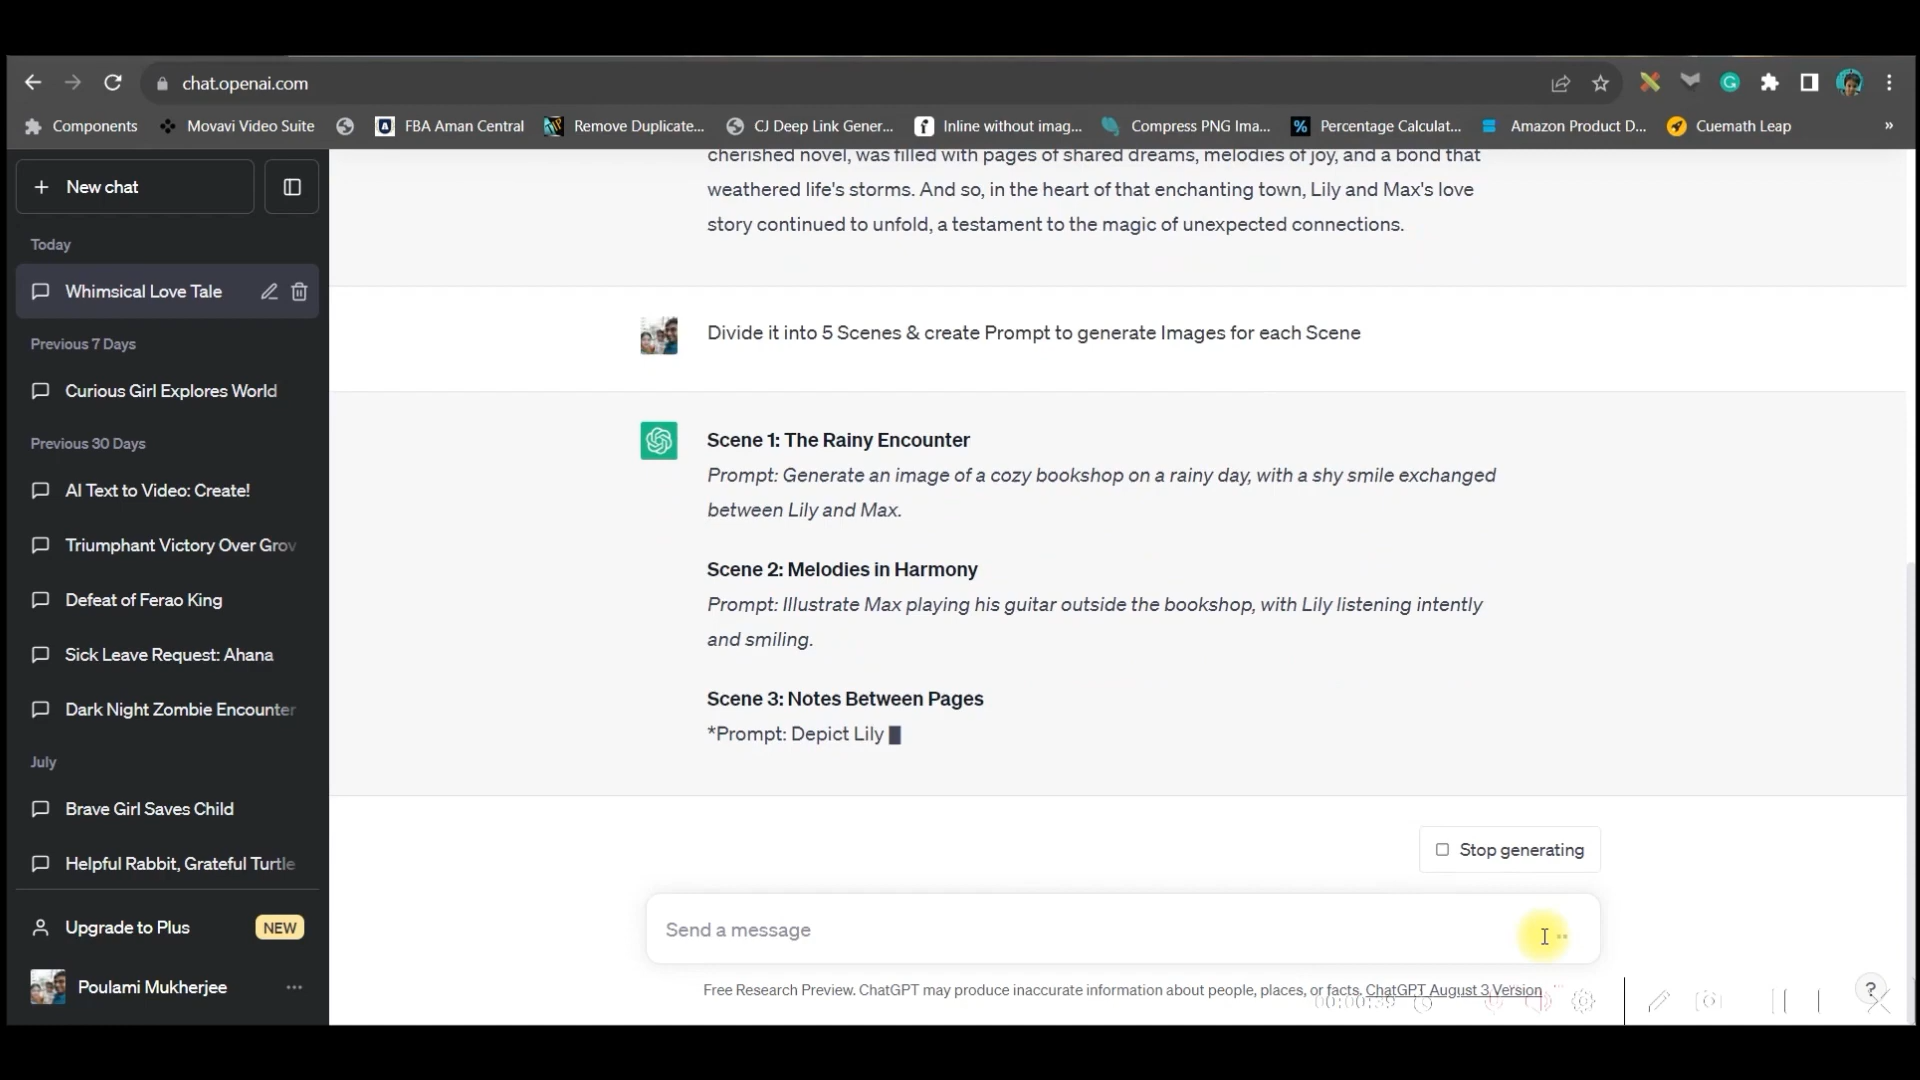 chat.openai.com
Components
Movavi Video Suite
FBA Aman Central
Remove Duplicate...
CJ Deep Link Gener...
Inline without imag...
Compress PNG Ima...
Percentage Calculat...
Amazon Product D...
Cuemath Leap
»
New chat
Today
Whimsical Love Tale
Previous 7 Days
Curious Girl Explores World
Previous 30 Days
AI Text to Video: Create!
Triumphant Victory Over Grov
Defeat of Ferao King
Sick Leave Request: Ahana
Dark Night Zombie Encounter
July
Brave Girl Saves Child
Helpful Rabbit, Grateful Turtle
Upgrade to Plus
NEW
Poulami Mukherjee
cherished novel, was filled with pages of shared dreams, melodies of joy, and a bond that
weathered life's storms. And so, in the heart of that enchanting town, Lily and Max's love
story continued to unfold, a testament to the magic of unexpected connections.
Divide it into 5 Scenes & create Prompt to generate Images for each Scene
Scene 1: The Rainy Encounter
Prompt: Generate an image of a cozy bookshop on a rainy day, with a shy smile exchanged
between Lily and Max.
Scene 2: Melodies in Harmony
Prompt: Illustrate Max playing his guitar outside the bookshop, with Lily listening intently
and smiling.
Scene 3: Notes Between Pages
*Prompt: Depict Lily
Stop generating
Send a message
Free Research Preview. ChatGPT may produce inaccurate information about people, places, or facts. ChatGPT August 3 Version
00:00:39
?